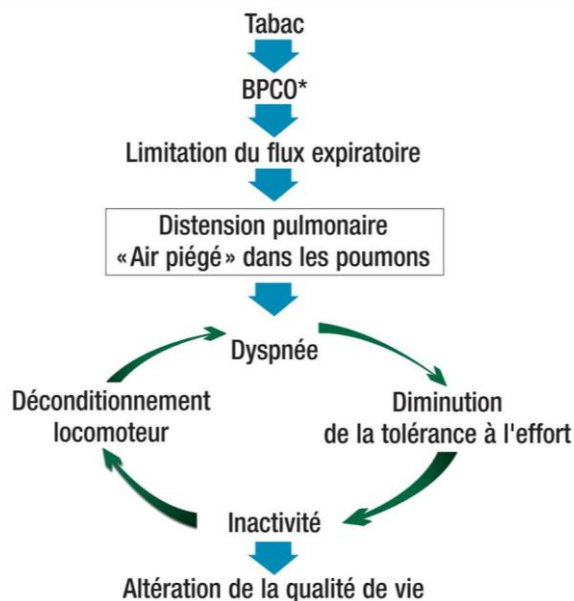 Tabac
BPCO*
Limitation du flux expiratoire
Distension pulmonaire
«Air piégé» dans les poumons
Dyspnée
Déconditionnement
locomoteur
Diminution
de la tolérance à l'effort
Inactivité
Altération de la qualité de vie